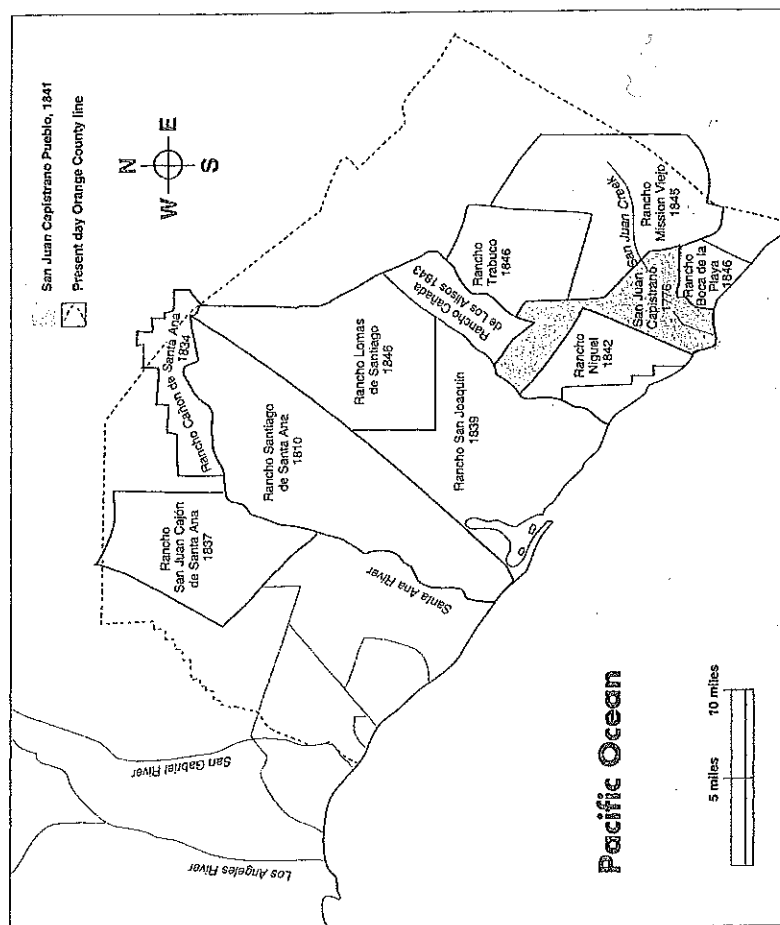 San Juan Capistrano Pueblo, 1841
Present day Orange County line
N
W
E
S
Rancho Cañon de Santa Ana
1834
Rancho
San Juan Cajón
de Santa Ana
1837
Rancho Santiago
de Santa Ana
1810
Rancho Lomas
de Santiago
1846
Rancho San Joaquin
1839
Rancho Cañada
de Los Alisos 1843
Rancho
Trabuco
1846
San Juan Creek
Rancho
Mission Viejo
1845
San Juan
Capistrano
1776
Rancho
Boca de la
Playa
1846
Rancho
Niguel
1842
Santa Ana River
San Gabriel River
Los Angeles River
Pacific Ocean
5 miles
10 miles